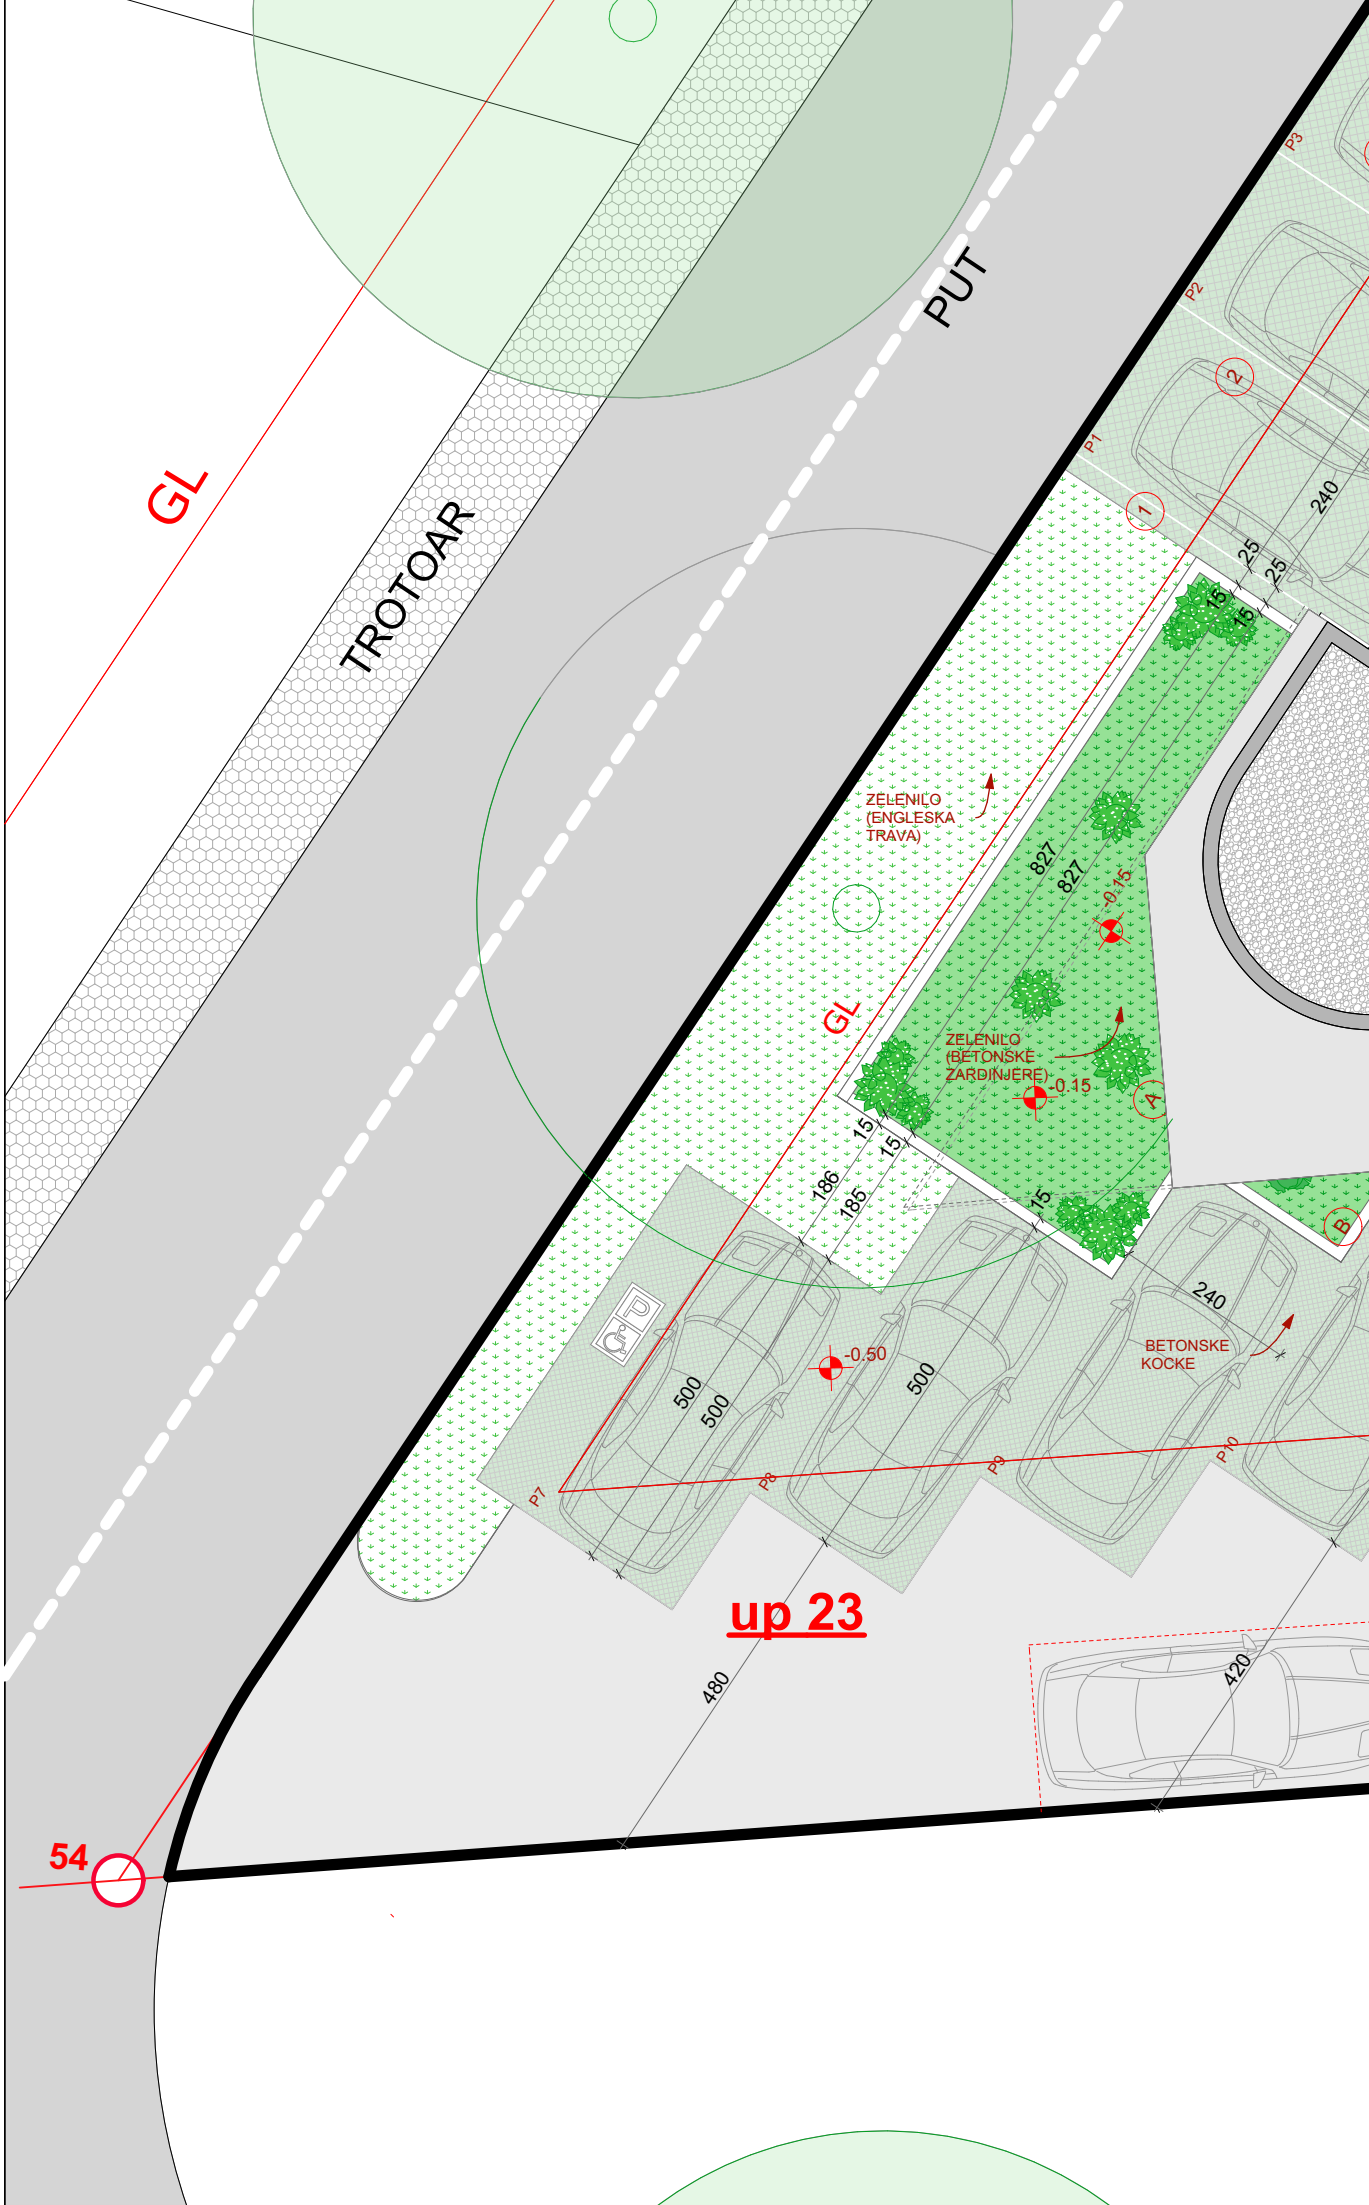 P3
PUT
P2
2
P1
240
GL
1
TROTOAR
25
25
15
15
ZELENILO
(ENGLESKA
TRAVA)
827
827
-0.15
GL
ZELENILO
(BETONSKE
ZARDINJERE)
-0.15
A
15
15
186
185
15
B
240
P
BETONSKE
KOCKE
-0.50
500
500
500
P7
P8
P9
P10
up 23
480
420
54